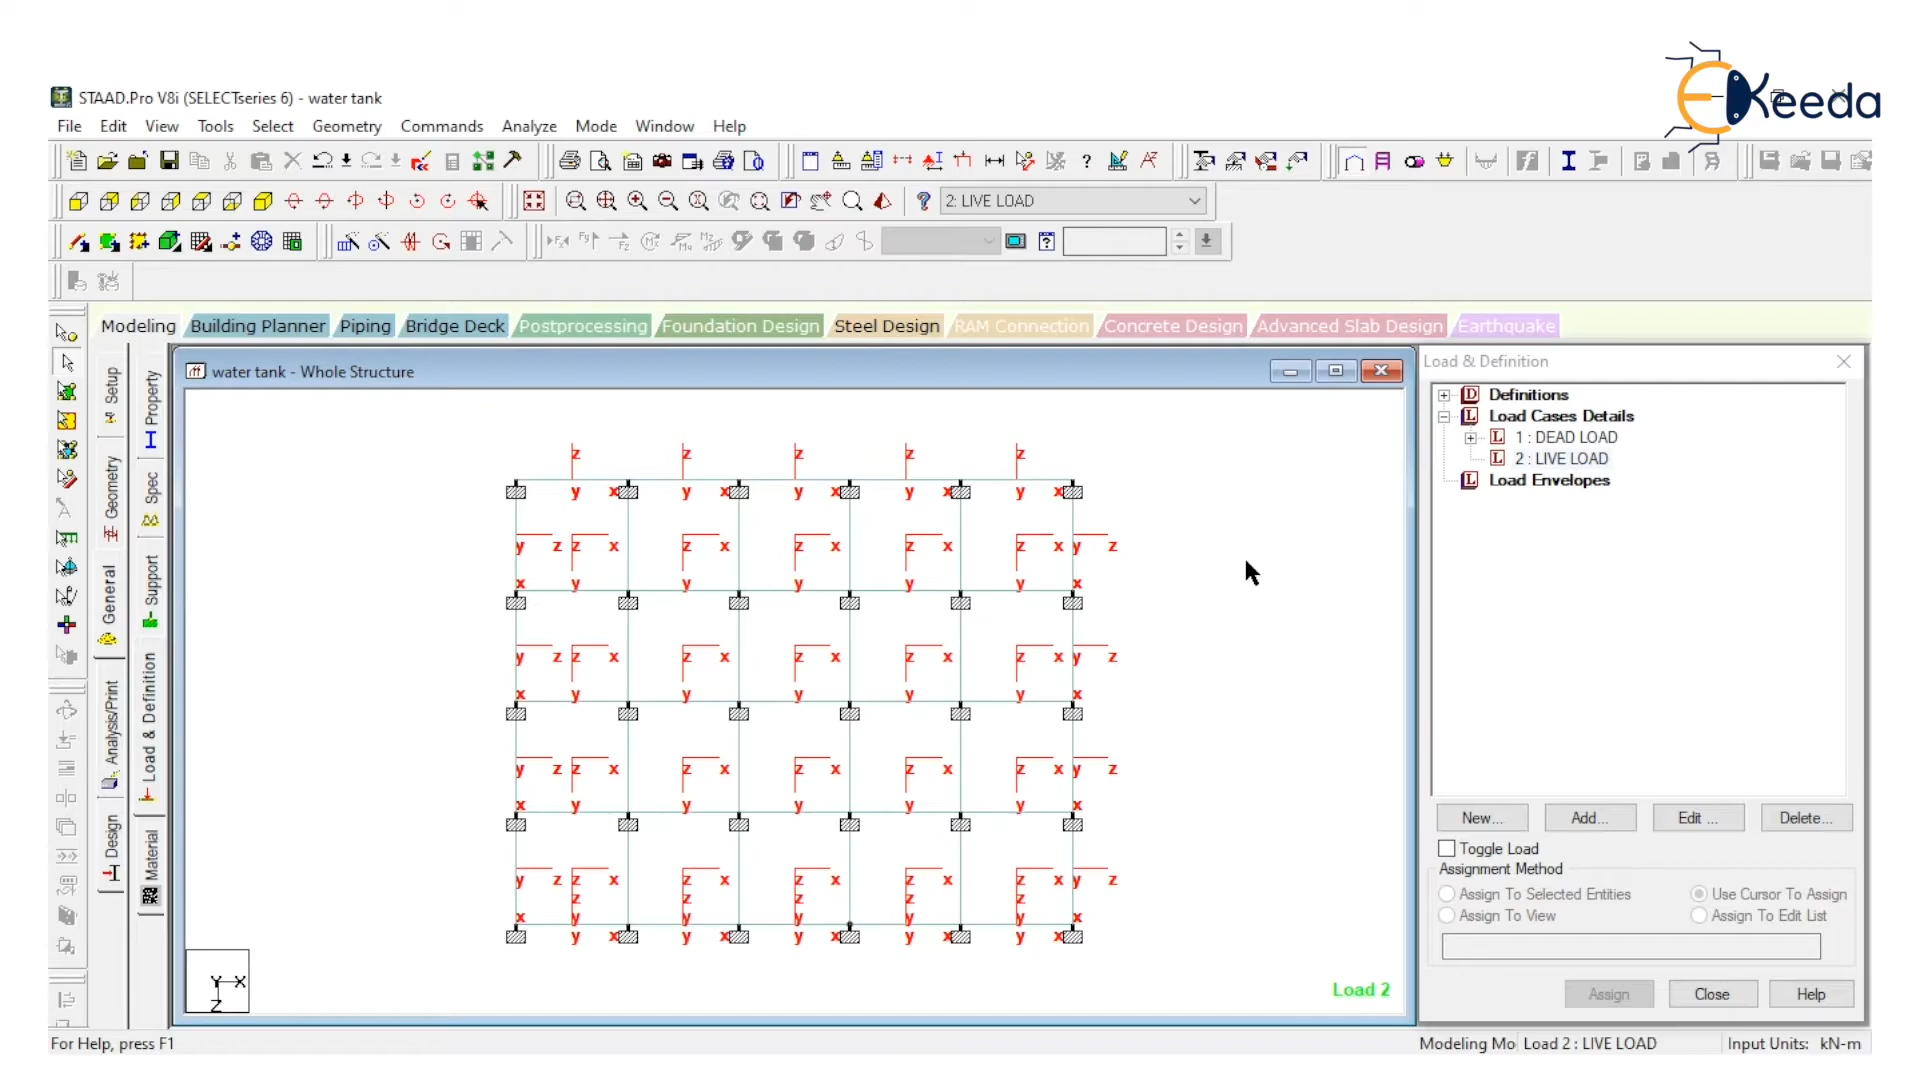 EKeeda
STAAD.Pro V8i (SELECTseries 6) - water tank
File Edit View Tools Select Geometry Commands Analyze Mode Window Help
2: LIVE LOAD
Modeling Building Planner Piping Bridge Deck Postprocessing Foundation Design Steel Design RAM Connection Concrete Design Advanced Slab Design Earthquake
Setup
Geometry
General
Analysis/Print
Design
Property
Spec
Support
Load & Definition
Material
water tank - Whole Structure
z z z z z
y x y x y x y x y x
y z z x z x z x z x z x y z
x y y y y y x
y z z x z x z x z x z x y z
x y y y y y x
y z z x z x z x z x z x y z
x y y y y y x
y z z x z x z x z x z x y z
z z z z z
x y y y y y x
y x y x y x y x y x
Y X
Z
Load 2
Load & Definition
Definitions
Load Cases Details
1 : DEAD LOAD
2 : LIVE LOAD
Load Envelopes
New... Add... Edit ... Delete...
Toggle Load
Assignment Method
Assign To Selected Entities Use Cursor To Assign
Assign To View Assign To Edit List
Assign Close Help
For Help, press F1
Modeling Mo Load 2 : LIVE LOAD Input Units: kN-m